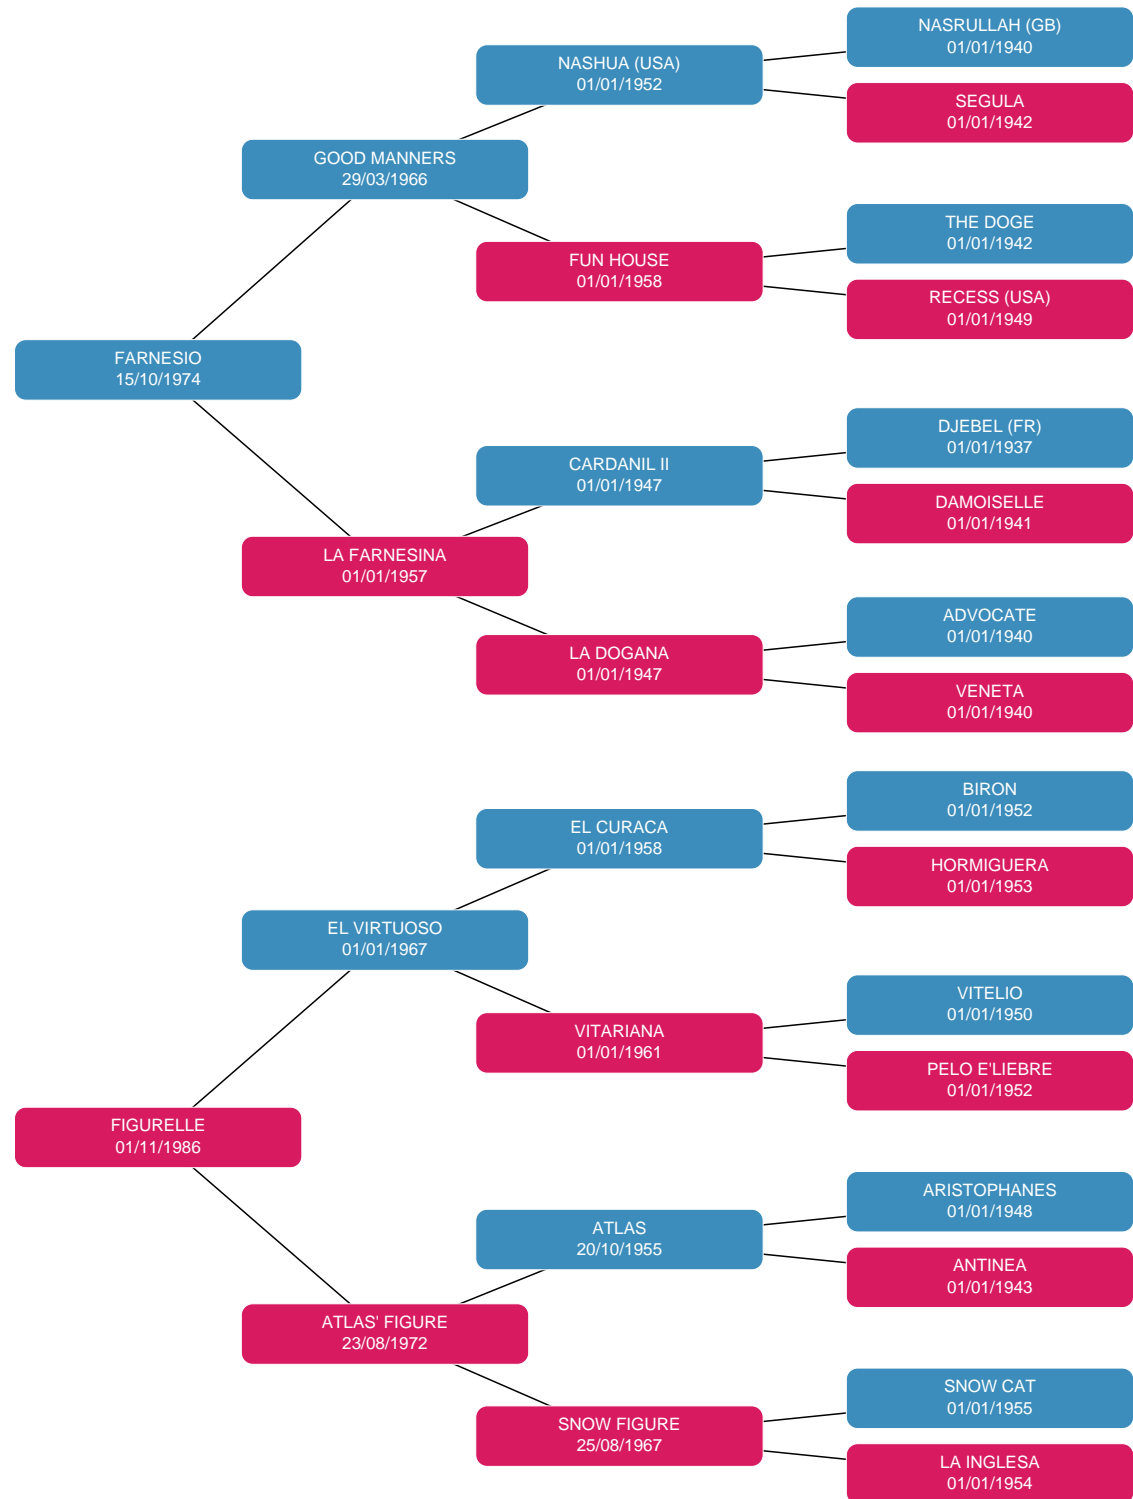 NASRULLAH (GB)
01/01/1940
NASHUA (USA)
01/01/1952
SEGULA
01/01/1942
GOOD MANNERS
29/03/1966
THE DOGE
01/01/1942
FUN HOUSE
01/01/1958
RECESS (USA)
01/01/1949
FARNESIO
15/10/1974
DJEBEL (FR)
01/01/1937
CARDANIL II
01/01/1947
DAMOISELLE
01/01/1941
LA FARNESINA
01/01/1957
ADVOCATE
01/01/1940
LA DOGANA
01/01/1947
VENETA
01/01/1940
BIRON
01/01/1952
EL CURACA
01/01/1958
HORMIGUERA
01/01/1953
EL VIRTUOSO
01/01/1967
VITELIO
01/01/1950
VITARIANA
01/01/1961
PELO E'LIEBRE
01/01/1952
FIGURELLE
01/11/1986
ARISTOPHANES
01/01/1948
ATLAS
20/10/1955
ANTINEA
01/01/1943
ATLAS' FIGURE
23/08/1972
SNOW CAT
01/01/1955
SNOW FIGURE
25/08/1967
LA INGLESA
01/01/1954